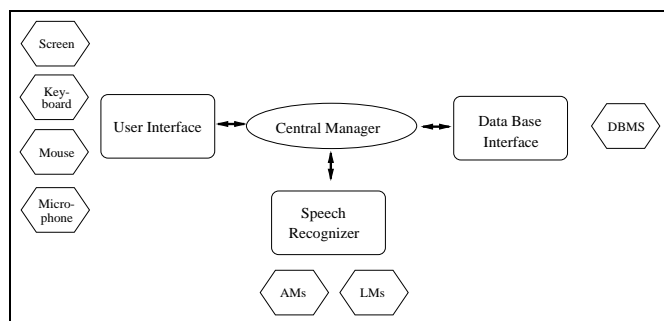 Screen
Key-
board
Mouse
Micro-
phone
User Interface
Central Manager
Data Base
Interface
DBMS
Speech
Recognizer
AMs
LMs